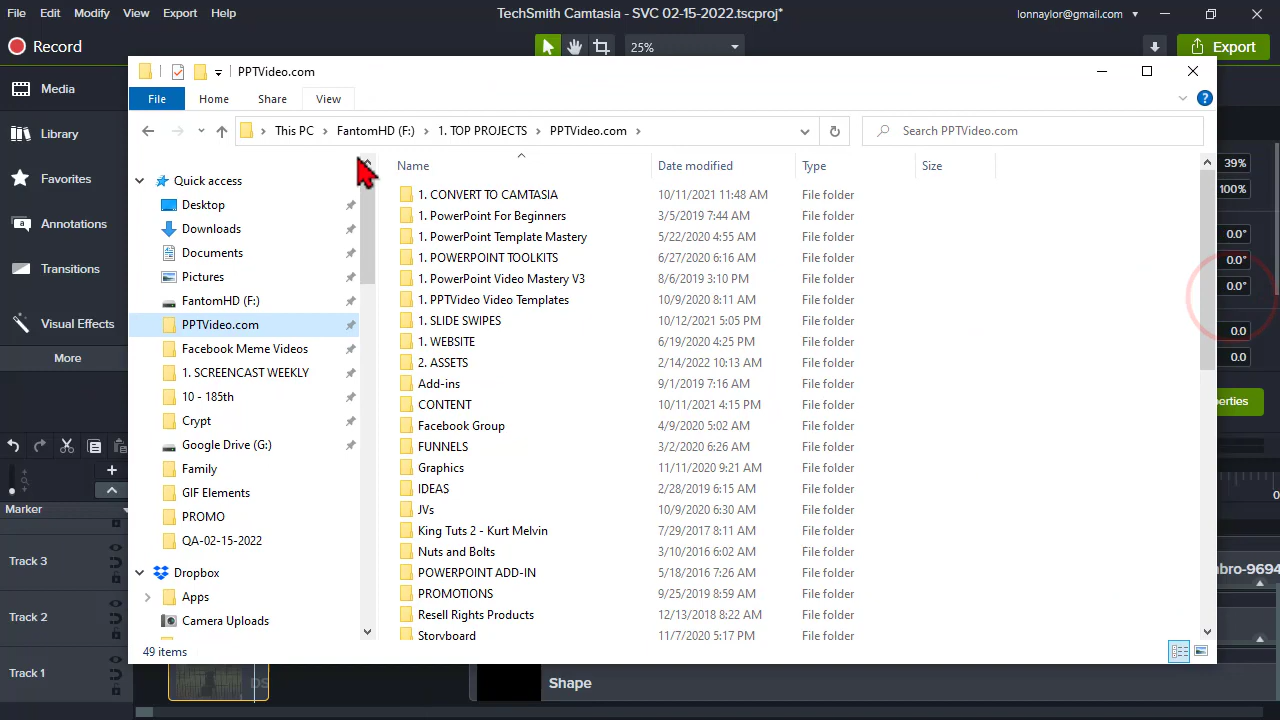 File Edit Modify View Export Help TechSmith Camtasia - SVC 02-15-2022.tscproj* lonnaylor@gmail.com
Record 25% Export
PPTVideo.com
File Home Share View
This PC FantomHD (F:) 1. TOP PROJECTS PPTVideo.com Search PPTVideo.com
Name Date modified Type Size
Media
Library
Favorites
Annotations
Transitions
Visual Effects
More
Quick access
Desktop
Downloads
Documents
Pictures
FantomHD (F:)
PPTVideo.com
Facebook Meme Videos
1. SCREENCAST WEEKLY
10 - 185th
Crypt
Google Drive (G:)
Family
GIF Elements
PROMO
QA-02-15-2022
Dropbox
Apps
Camera Uploads
1. CONVERT TO CAMTASIA 10/11/2021 11:48 AM File folder
1. PowerPoint For Beginners 3/5/2019 7:44 AM File folder
1. PowerPoint Template Mastery 5/22/2020 4:55 AM File folder
1. POWERPOINT TOOLKITS 6/27/2020 6:16 AM File folder
1. PowerPoint Video Mastery V3 8/6/2019 3:10 PM File folder
1. PPTVideo Video Templates 10/9/2020 8:11 AM File folder
1. SLIDE SWIPES 10/12/2021 5:05 PM File folder
1. WEBSITE 6/19/2020 4:25 PM File folder
2. ASSETS 2/14/2022 10:13 AM File folder
Add-ins 9/1/2019 7:16 AM File folder
CONTENT 10/11/2021 4:15 PM File folder
Facebook Group 4/9/2020 5:02 AM File folder
FUNNELS 3/2/2020 6:26 AM File folder
Graphics 11/11/2020 9:21 AM File folder
IDEAS 2/28/2019 6:15 AM File folder
JVs 10/9/2020 6:30 AM File folder
King Tuts 2 - Kurt Melvin 7/29/2017 8:11 AM File folder
Nuts and Bolts 3/10/2016 6:02 AM File folder
POWERPOINT ADD-IN 5/18/2016 7:26 AM File folder
PROMOTIONS 9/25/2019 8:59 AM File folder
Resell Rights Products 12/13/2018 8:22 AM File folder
Storyboard 11/7/2020 5:17 PM File folder
49 items
39%
100%
0.0°
0.0°
0.0°
0.0
0.0
erties
Marker
Track 3
Track 2
Track 1
DS
Shape
mbro-9694